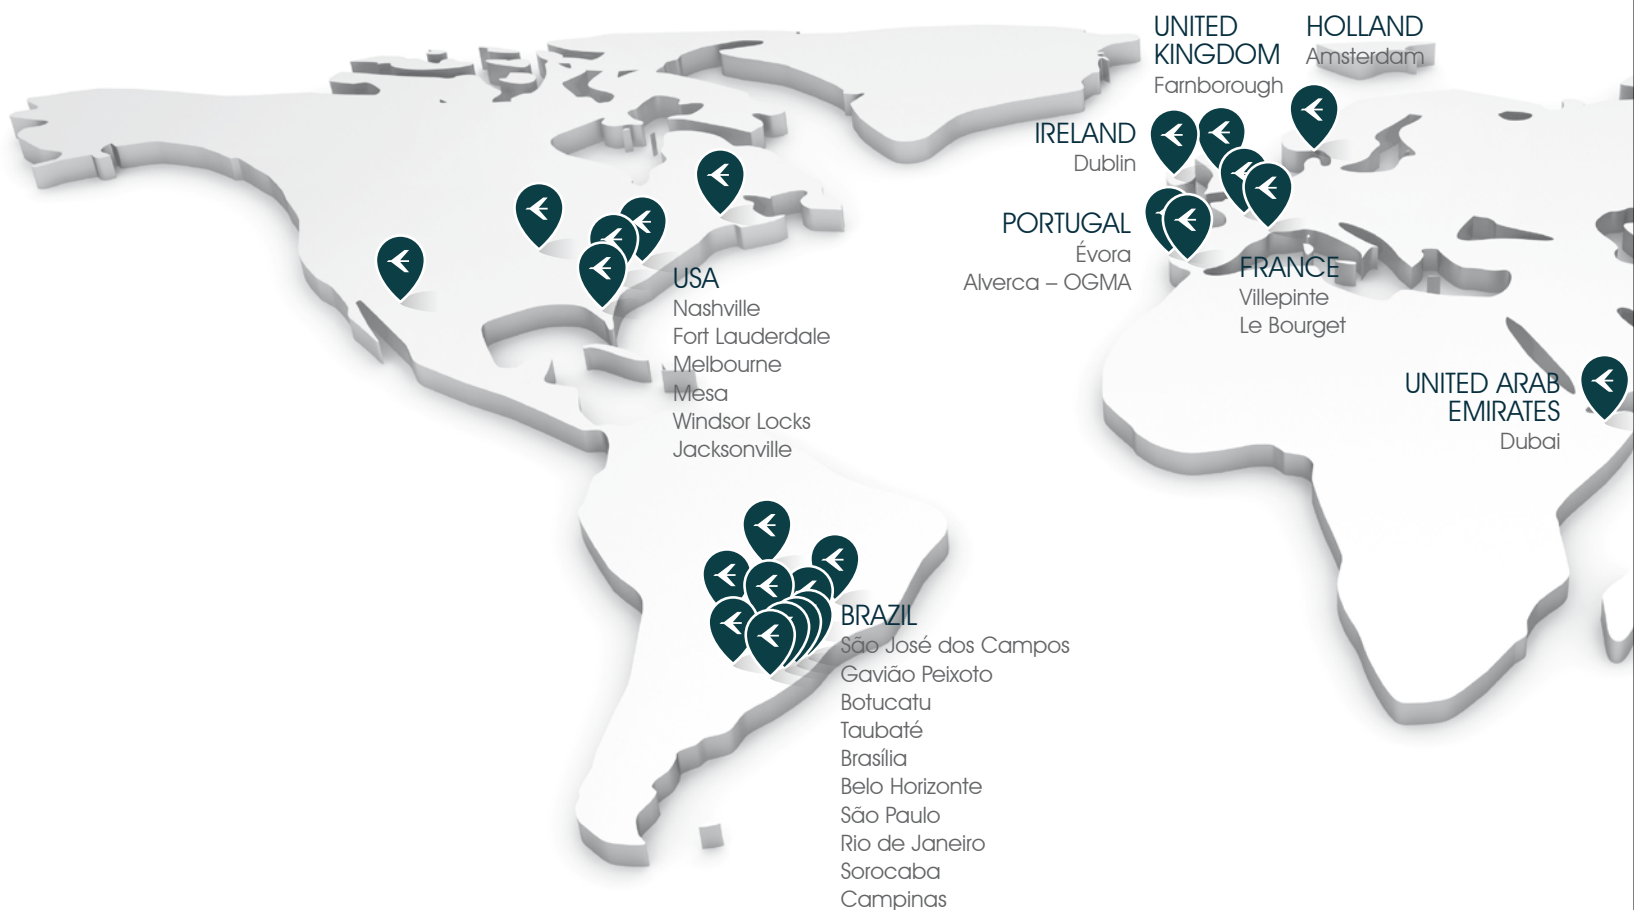 UNITED
KINGDOM
Farnborough
HOLLAND
Amsterdam
IRELAND
Dublin
PORTUGAL
Évora
Alverca – OGMA
FRANCE
Villepinte
Le Bourget
USA
Nashville
Fort Lauderdale
Melbourne
Mesa
Windsor Locks
Jacksonville
UNITED ARAB
EMIRATES
Dubai
BRAZIL
São José dos Campos
Gavião Peixoto
Botucatu
Taubaté
Brasília
Belo Horizonte
São Paulo
Rio de Janeiro
Sorocaba
Campinas